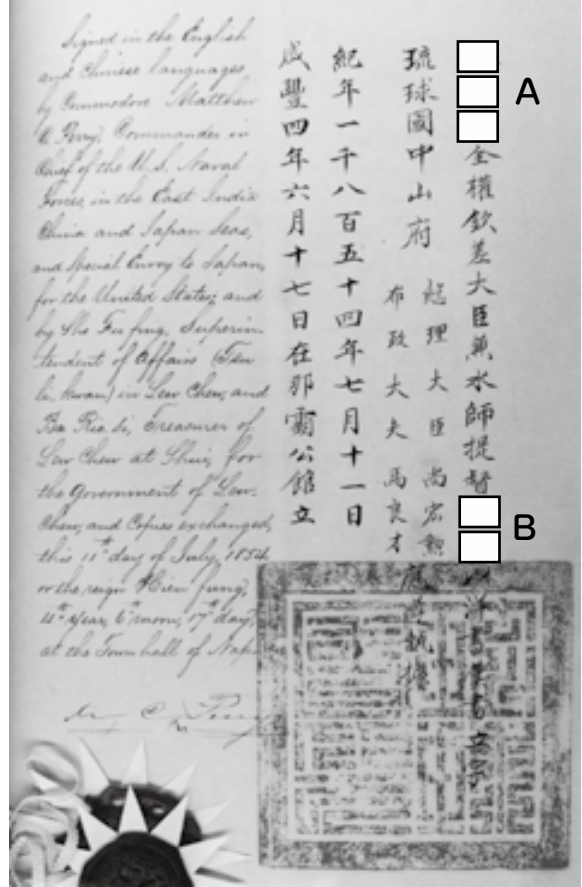 Signed in the English
and Chinese languages
by Commodore Matthew
C. Perry, Commander in
Chief of the U.S. Naval
Forces in the East India
China and Japan Seas,
and Special Envoy to Japan,
for the United States; and
by Sho Fu fing, Superin-
tendent of Affairs (Tsu
li-kwan) in Lew Chew, and
Ba Rio si, Treasurer of
Lew Chew at Shui, for
the Government of Lew-
Chew, and Copies exchanged,
this 11th day of July, 1854
or the reign Hien fung,
4th year, 6th moon, 17th day,
at the Town hall of
全權欽差大臣兼水師提督
A
B
琉球國中山府
總理大臣尚宏勲
布政大夫馬良才
應遵執據
紀年一千八百五十四年七月十一日
咸豐四年六月十七日在那霸公館立